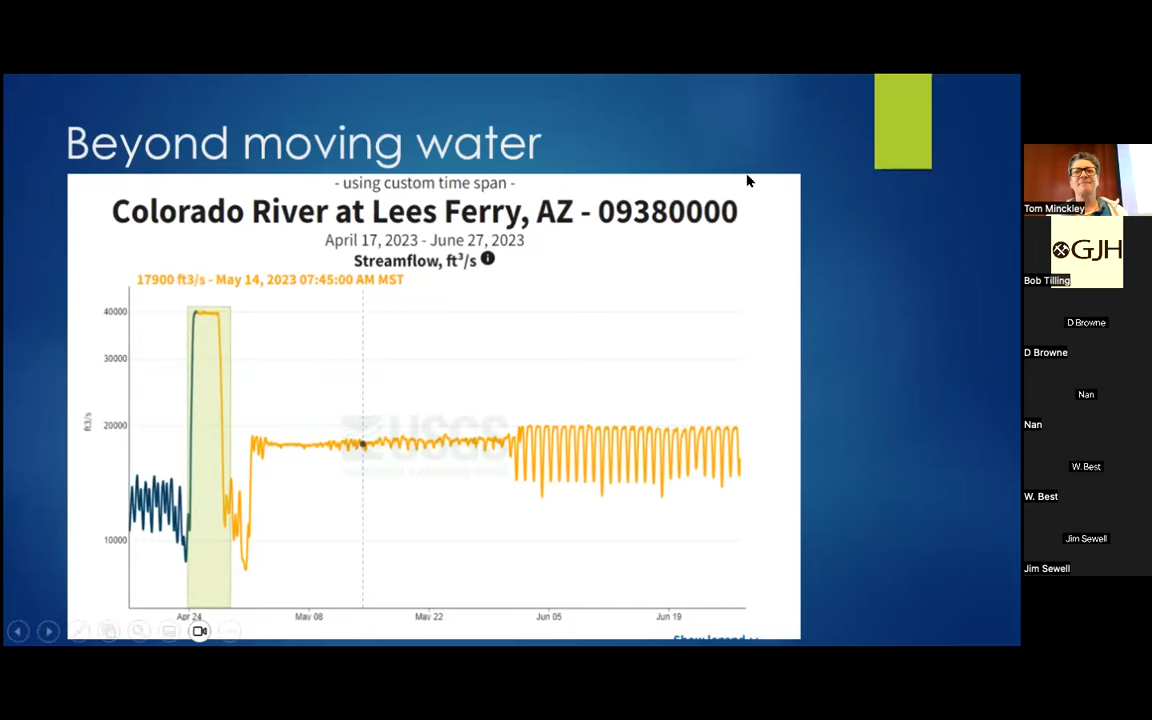 Beyond moving water
- using custom time span -
Colorado River at Lees Ferry, AZ - 09380000
April 17, 2023 - June 27, 2023
Streamflow, ft³/s
17900 ft3/s - May 14, 2023 07:45:00 AM MST
40000
30000
20000
10000
ft3/s
USGS
Apr 24
May 08
May 22
Jun 05
Jun 19
Show legend
Tom Minckley
GJH
Bob Tilling
D Browne
D Browne
Nan
Nan
W. Best
W. Best
Jim Sewell
Jim Sewell